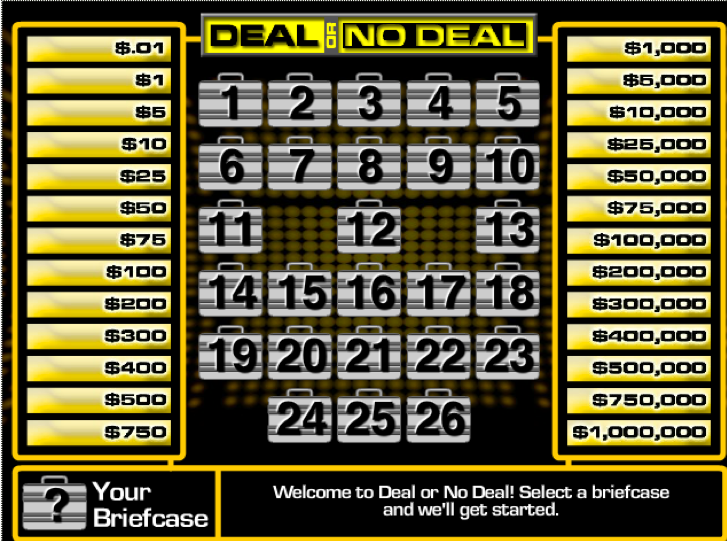 DEAL OR NO DEAL
$.01
$1
$5
$10
$25
$50
$75
$100
$200
$300
$400
$500
$750
1 2 3 4 5
6 7 8 9 10
11 12 13
14 15 16 17 18
19 20 21 22 23
24 25 26
$1,000
$5,000
$10,000
$25,000
$50,000
$75,000
$100,000
$200,000
$300,000
$400,000
$500,000
$750,000
$1,000,000
?
Your
Briefcase
Welcome to Deal or No Deal! Select a briefcase
and we'll get started.